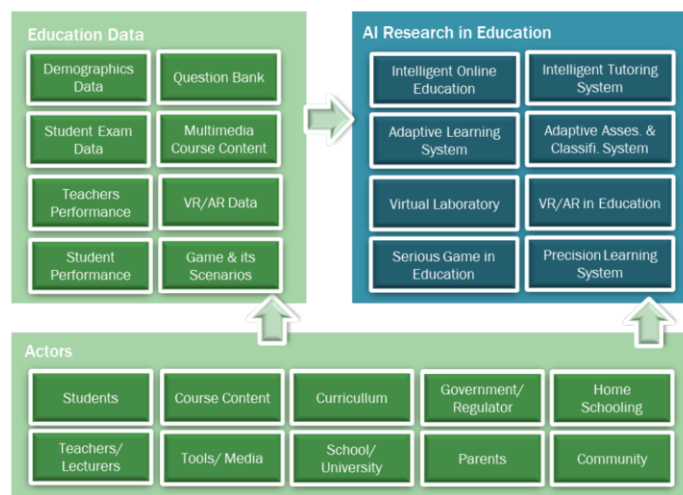 Education Data
Demographics
Data
Question Bank
Student Exam
Data
Multimedia
Course Content
Teachers
Performance
VR/AR Data
Student
Performance
Game & its
Scenarios
AI Research in Education
Intelligent Online
Education
Intelligent Tutoring
System
Adaptive Learning
System
Adaptive Asses. &
Classifi. System
Virtual Laboratory
VR/AR in Education
Serious Game in
Education
Precision Learning
System
Actors
Students
Course Content
Curricullum
Government/
Regulator
Home
Schooling
Teachers/
Lecturers
Tools/ Media
School/
University
Parents
Community